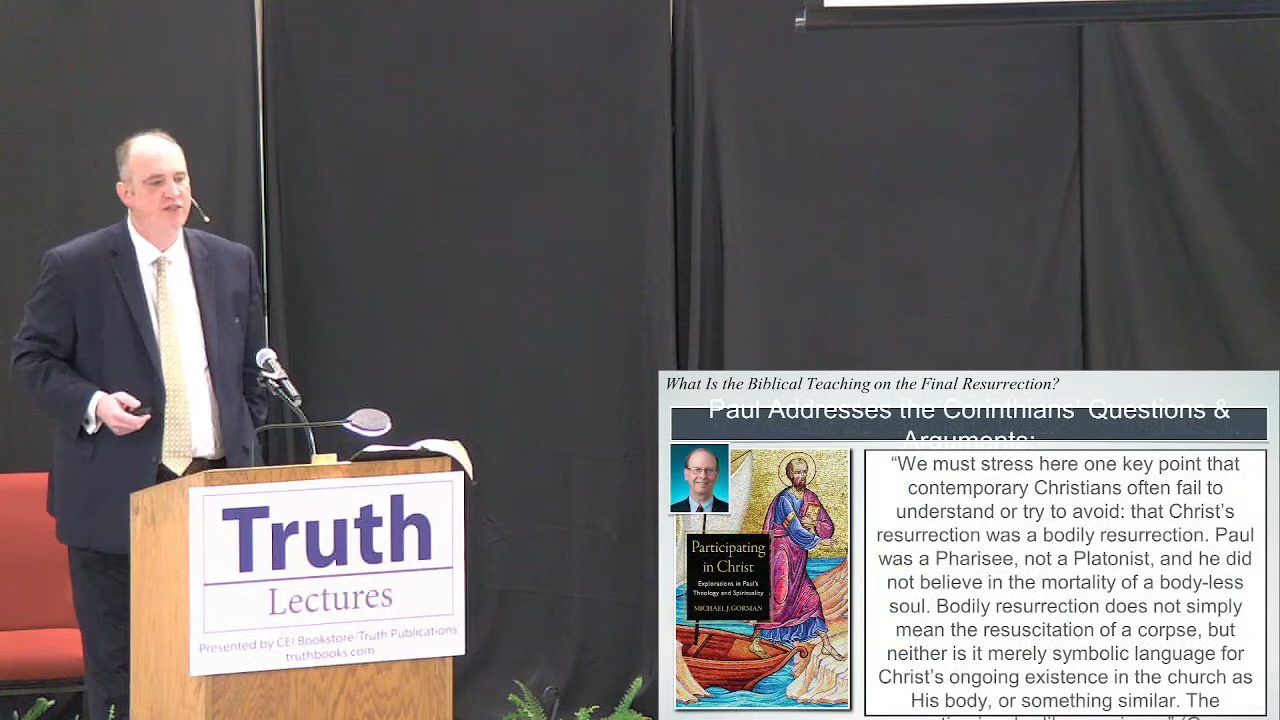 Truth
Lectures
Presented by CEI Bookstore/Truth Publications
truthbooks.com
What Is the Biblical Teaching on the Final Resurrection?
Paul Addresses the Corinthians' Questions &
Arguments:
Participating
in Christ
Explorations in Paul's
Theology and Spirituality
MICHAEL J. GORMAN
“We must stress here one key point that
contemporary Christians often fail to
understand or try to avoid: that Christ’s
resurrection was a bodily resurrection. Paul
was a Pharisee, not a Platonist, and he did
not believe in the mortality of a body-less
soul. Bodily resurrection does not simply
mean the resuscitation of a corpse, but
neither is it merely symbolic language for
Christ’s ongoing existence in the church as
His body, or something similar. The